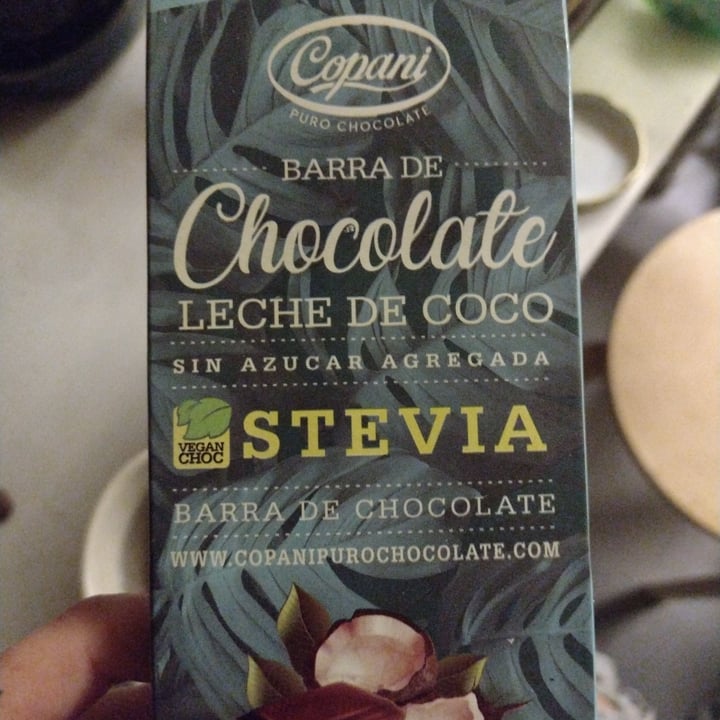 Copani
PURO CHOCOLATE
BARRA DE
Chocolate
LECHE DE COCO
SIN AZUCAR AGREGADA
VEGAN
CHOC
STEVIA
BARRA DE CHOCOLATE
WWW.COPANIPUROCHOCOLATE.COM